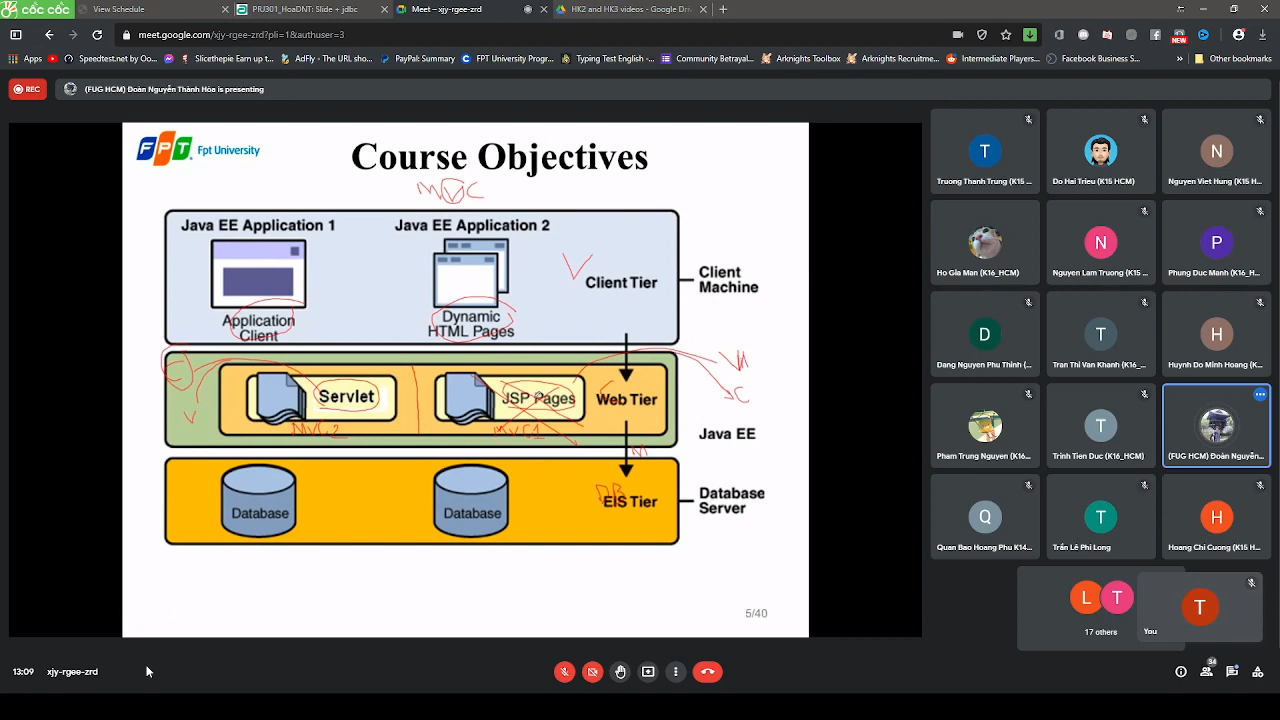 cốc cốc
View Schedule
PRJ301_HoaDNT: Slide + jdbc
Meet – xjy-rgee-zrd
HK2 and HK3 videos - Google Dri
meet.google.com/xjy-rgee-zrd?pli=1&authuser=3
NEW
Apps
Speedtest.net by Oo...
Slicethepie Earn up t...
AdFly - The URL sho...
PayPal: Summary
FPT University Progr...
Typing Test English -...
Community Betrayal...
Arknights Toolbox
Arknights Recruitme...
Intermediate Players...
Football Business S...
»
Other bookmarks
REC
(FUG HCM) Đoàn Nguyễn Thành Hòa is presenting
FPT Fpt University
Course Objectives
MVC
Java EE Application 1
Java EE Application 2
Application
Client
Dynamic
HTML Pages
V
Client Tier
Client
Machine
Servlet
JSP Pages
Web Tier
C
V
MVC2
MVC1
M
Java EE
Database
Database
DB
EIS Tier
Database
Server
5/40
T
N
Truong Thanh Trung (K15 ...
Do Hai Trieu (K15 HCM)
Nguyen Viet Hung (K15 H...
N
P
Ho Gia Man (K16_HCM)
Nguyen Lam Truong (K15 ...
Phung Duc Minh (K16_HC...
D
T
H
Dang Nguyen Phu Thinh (...
Tran Thi Van Khanh (K16_...
Huynh Dong Ho (K16_HC...
T
Pham Trung Nguyen (K16...
Trinh Tien Duc (K16_HCM)
(FUG HCM) Đoàn Nguyễn...
Q
T
H
Quan Bao Hoang Phu K14...
Trần Lê Phi Long
Hang Chi Cuong (K15 H...
L
T
T
17 others
You
13:09
xjy-rgee-zrd
34